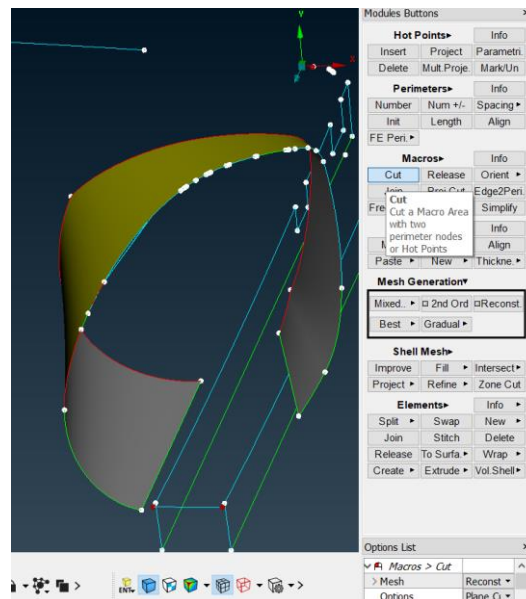 Modules Buttons
Hot Points▸ Info
Insert Project Parametri.
Delete Mult.Proje. Mark/Un
Perimeters▸ Info
Number Num +/- Spacing ▸
Init Length Align
FE Peri. ▸
Macros▸ Info
Cut Release Orient ▸
Edge2Peri.
Simplify
Cut
Cut a Macro Area
with two
perimeter nodes
or Hot Points
Info
Align
Paste ▸ New ▸ Thickne. ▸
Mesh Generation▾
Mixed.. ▸ 2nd Ord Reconst
Best ▸ Gradual ▸
Shell Mesh▸
Improve Fill ▸ Intersect ▸
Project ▸ Refine ▸ Zone Cut
Elements▸ Info ▸
Split ▸ Swap New ▸
Join Stitch Delete
Release To Surfa. ▸ Wrap ▸
Create ▸ Extrude ▸ Vol.Shell▸
Options List
Macros > Cut
> Mesh Reconst ▾
Options
Y
X
ENT